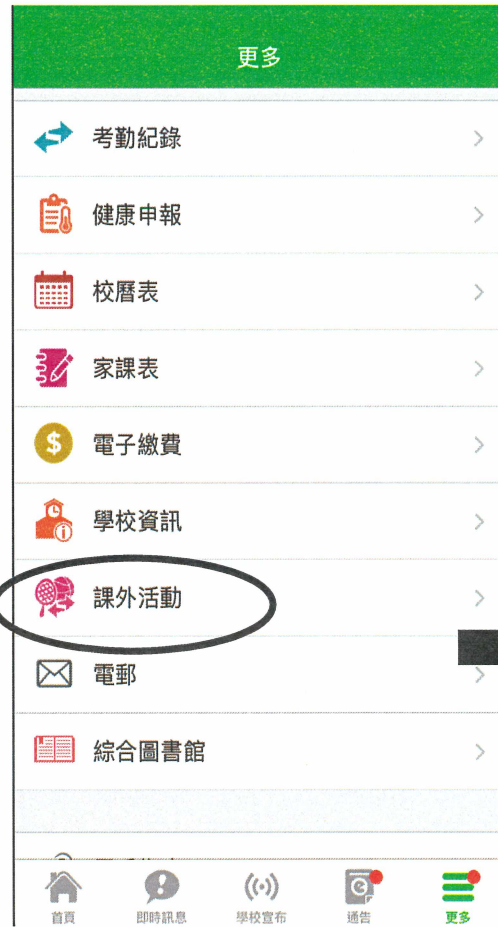 更多
考勤紀錄
健康申報
校曆表
家課表
電子繳費
學校資訊
課外活動
電郵
綜合圖書館
首頁
即時訊息
學校宣布
通告
更多